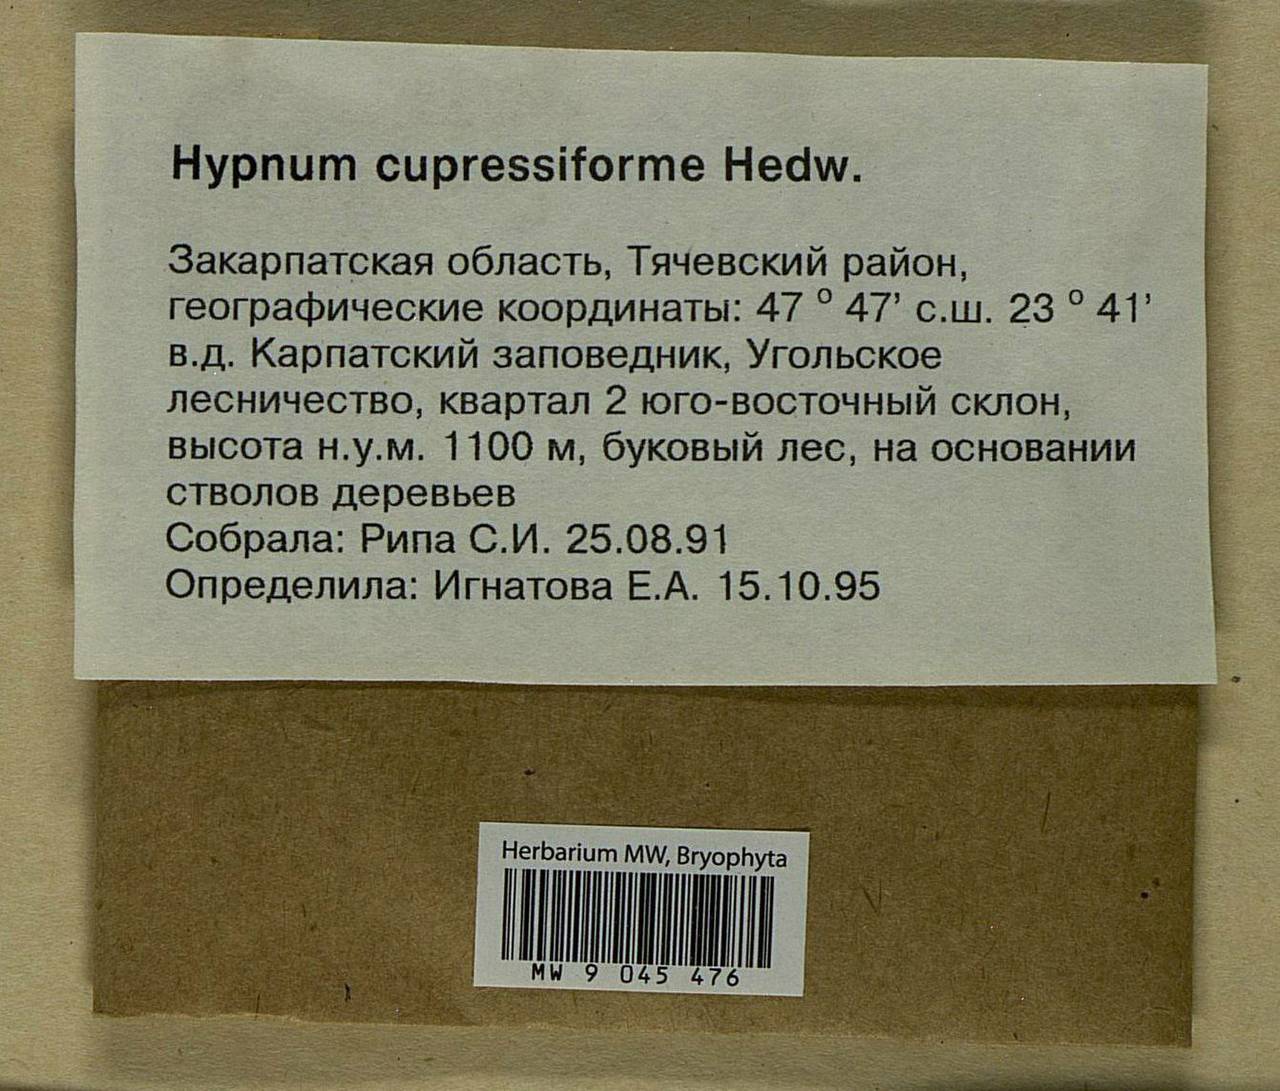 Hypnum cupressiforme Hedw.
Закарпатская область, Тячевский район,
географические координаты: 47 º 47’ с.ш. 23 º 41’
в.д. Карпатский заповедник, Угольское
лесничество, квартал 2 юго-восточный склон,
высота н.у.м. 1100 м, буковый лес, на основании
стволов деревьев
Собрала: Рипа С.И. 25.08.91
Определила: Игнатова Е.А. 15.10.95
Herbarium MW, Bryophyta
MW 9 045 476